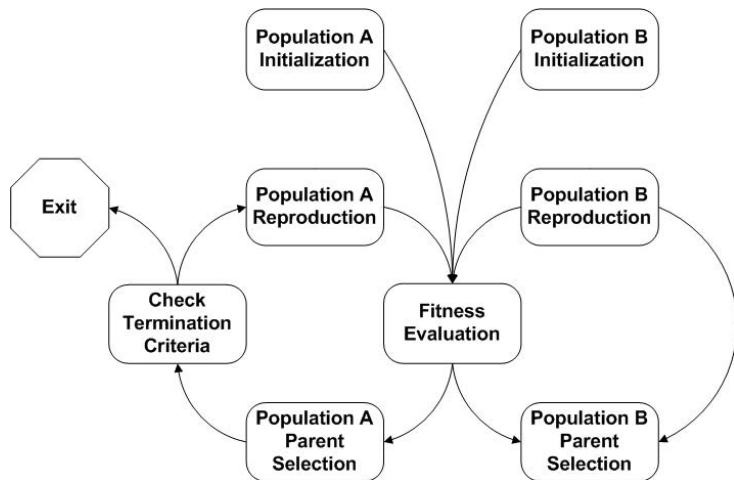 Population A
Initialization
Population B
Initialization
Exit
Population A
Reproduction
Population B
Reproduction
Check
Termination
Criteria
Fitness
Evaluation
Population A
Parent
Selection
Population B
Parent
Selection